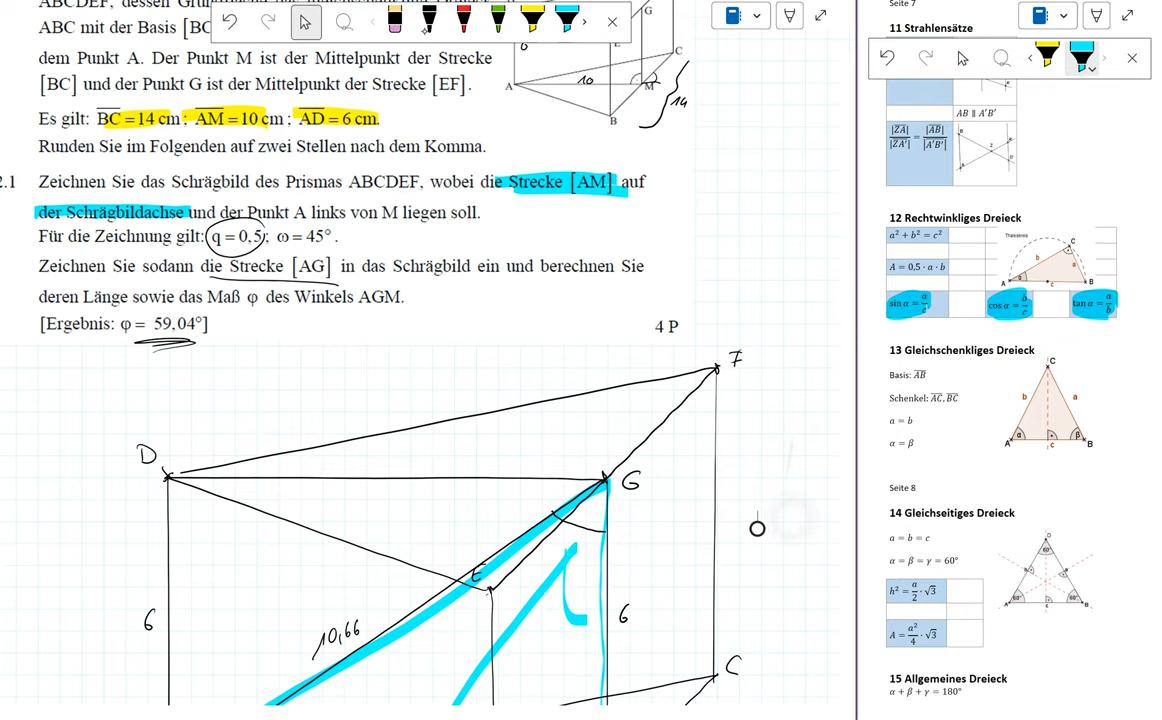 ABC mit der Basis [BC
dem Punkt A. Der Punkt M ist der Mittelpunkt der Strecke
[BC] und der Punkt G ist der Mittelpunkt der Strecke [EF].
Es gilt: BC = 14 cm ; AM = 10 cm ; AD = 6 cm.
Runden Sie im Folgenden auf zwei Stellen nach dem Komma.
G
C
A
10
M
14
B
2.1 Zeichnen Sie das Schrägbild des Prismas ABCDEF, wobei die Strecke [AM] auf
der Schrägbildachse und der Punkt A links von M liegen soll.
Für die Zeichnung gilt: q = 0,5; ω = 45° .
Zeichnen Sie sodann die Strecke [AG] in das Schrägbild ein und berechnen Sie
deren Länge sowie das Maß φ des Winkels AGM.
[Ergebnis: φ = 59,04°]
4 P
F
D
G
E
6
6
10,66
C
Seite 7
11 Strahlensätze
AB ∥ A'B'
|ZA| / |ZA'| = |AB| / |A'B'|
12 Rechtwinkliges Dreieck
a² + b² = c²
Thaleskreis
A = 0,5 · a · b
C
b
a
α
A
c
B
sin α = a/c
cos α = b/c
tan α = a/b
13 Gleichschenkliges Dreieck
Basis: AB
Schenkel: AC, BC
a = b
α = β
C
b
a
α
β
A
c
B
Seite 8
14 Gleichseitiges Dreieck
a = b = c
α = β = γ = 60°
h² = a/2 · √3
A = a²/4 · √3
60°
60°
60°
A
c
B
15 Allgemeines Dreieck
α + β + γ = 180°